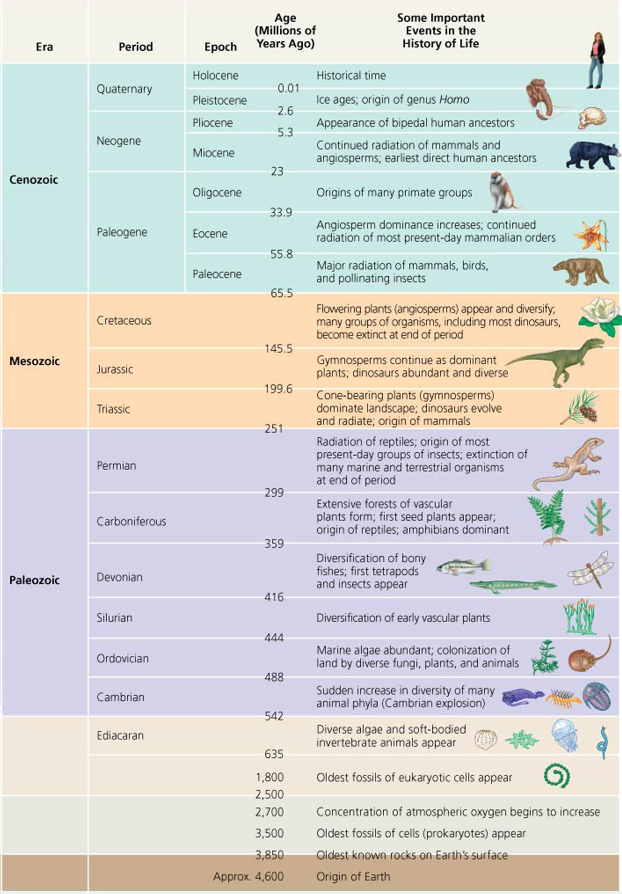 Era
Period
Epoch
Age
(Millions of
Years Ago)
Some Important
Events in the
History of Life
Cenozoic
Quaternary
Holocene
Historical time
0.01
Pleistocene
Ice ages; origin of genus Homo
2.6
Neogene
Pliocene
Appearance of bipedal human ancestors
5.3
Miocene
Continued radiation of mammals and
angiosperms; earliest direct human ancestors
23
Paleogene
Oligocene
Origins of many primate groups
33.9
Eocene
Angiosperm dominance increases; continued
radiation of most present-day mammalian orders
55.8
Paleocene
Major radiation of mammals, birds,
and pollinating insects
65.5
Mesozoic
Cretaceous
Flowering plants (angiosperms) appear and diversify;
many groups of organisms, including most dinosaurs,
become extinct at end of period
145.5
Jurassic
Gymnosperms continue as dominant
plants; dinosaurs abundant and diverse
199.6
Triassic
Cone-bearing plants (gymnosperms)
dominate landscape; dinosaurs evolve
and radiate; origin of mammals
251
Paleozoic
Permian
Radiation of reptiles; origin of most
present-day groups of insects; extinction of
many marine and terrestrial organisms
at end of period
299
Carboniferous
Extensive forests of vascular
plants form; first seed plants appear;
origin of reptiles; amphibians dominant
359
Devonian
Diversification of bony
fishes; first tetrapods
and insects appear
416
Silurian
Diversification of early vascular plants
444
Ordovician
Marine algae abundant; colonization of
land by diverse fungi, plants, and animals
488
Cambrian
Sudden increase in diversity of many
animal phyla (Cambrian explosion)
542
Ediacaran
Diverse algae and soft-bodied
invertebrate animals appear
635
1,800
Oldest fossils of eukaryotic cells appear
2,500
2,700
Concentration of atmospheric oxygen begins to increase
3,500
Oldest fossils of cells (prokaryotes) appear
3,850
Oldest known rocks on Earth's surface
Approx. 4,600
Origin of Earth